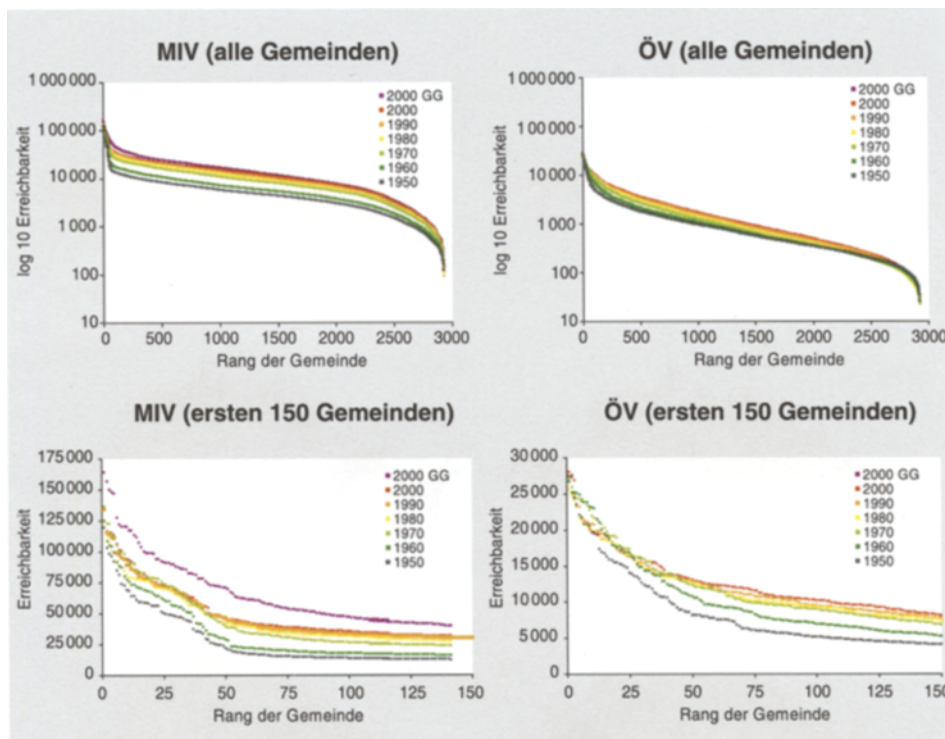 MIV (alle Gemeinden)
1 000 000
100 000
10 000
1 000
100
10
log 10 Erreichbarkeit
2000 GG
2000
1990
1980
1970
1960
1950
0 500 1000 1500 2000 2500 3000
Rang der Gemeinde
ÖV (alle Gemeinden)
1 000 000
100 000
10 000
1 000
100
10
log 10 Erreichbarkeit
2000 GG
2000
1990
1980
1970
1960
1950
0 500 1000 1500 2000 2500 3000
Rang der Gemeinde
MIV (ersten 150 Gemeinden)
175 000
150 000
125 000
100 000
75 000
50 000
25 000
0
Erreichbarkeit
2000 GG
2000
1990
1980
1970
1960
1950
0 25 50 75 100 125 150
Rang der Gemeinde
ÖV (ersten 150 Gemeinden)
30 000
25 000
20 000
15 000
10 000
5 000
0
Erreichbarkeit
2000 GG
2000
1990
1980
1970
1960
1950
0 25 50 75 100 125 150
Rang der Gemeinde